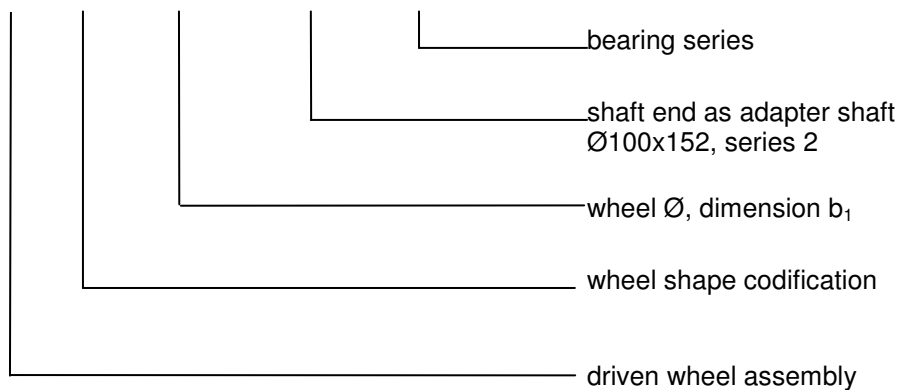 bearing series
shaft end as adapter shaft
Ø100x152, series 2
wheel Ø, dimension b₁
wheel shape codification
driven wheel assembly